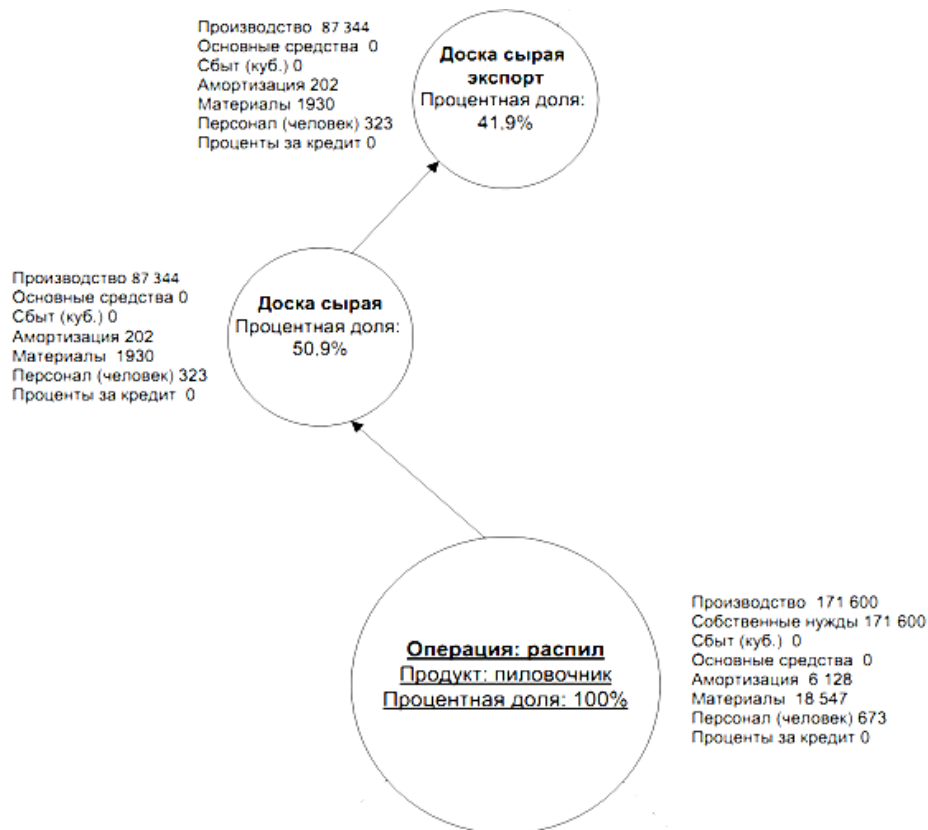 Производство 87 344
Основные средства 0
Сбыт (куб.) 0
Амортизация 202
Материалы 1930
Персонал (человек) 323
Проценты за кредит 0
Доска сырая
экспорт
Процентная доля:
41.9%
Производство 87 344
Основные средства 0
Сбыт (куб.) 0
Амортизация 202
Материалы 1930
Персонал (человек) 323
Проценты за кредит 0
Доска сырая
Процентная доля:
50.9%
Операция: распил
Продукт: пиловочник
Процентная доля: 100%
Производство 171 600
Собственные нужды 171 600
Сбыт (куб.) 0
Основные средства 0
Амортизация 6 128
Материалы 18 547
Персонал (человек) 673
Проценты за кредит 0